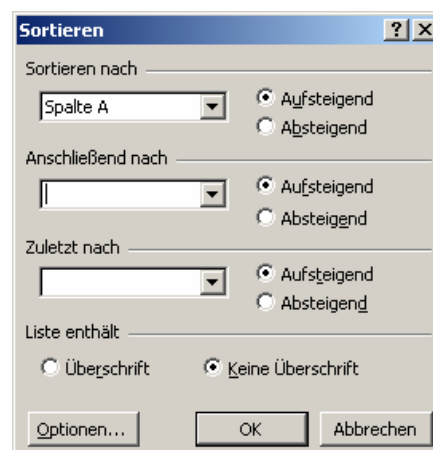 Sortieren
Sortieren nach
Spalte A
Aufsteigend
Absteigend
Anschließend nach
Aufsteigend
Absteigend
Zuletzt nach
Aufsteigend
Absteigend
Liste enthält
Überschrift Keine Überschrift
Optionen... OK Abbrechen